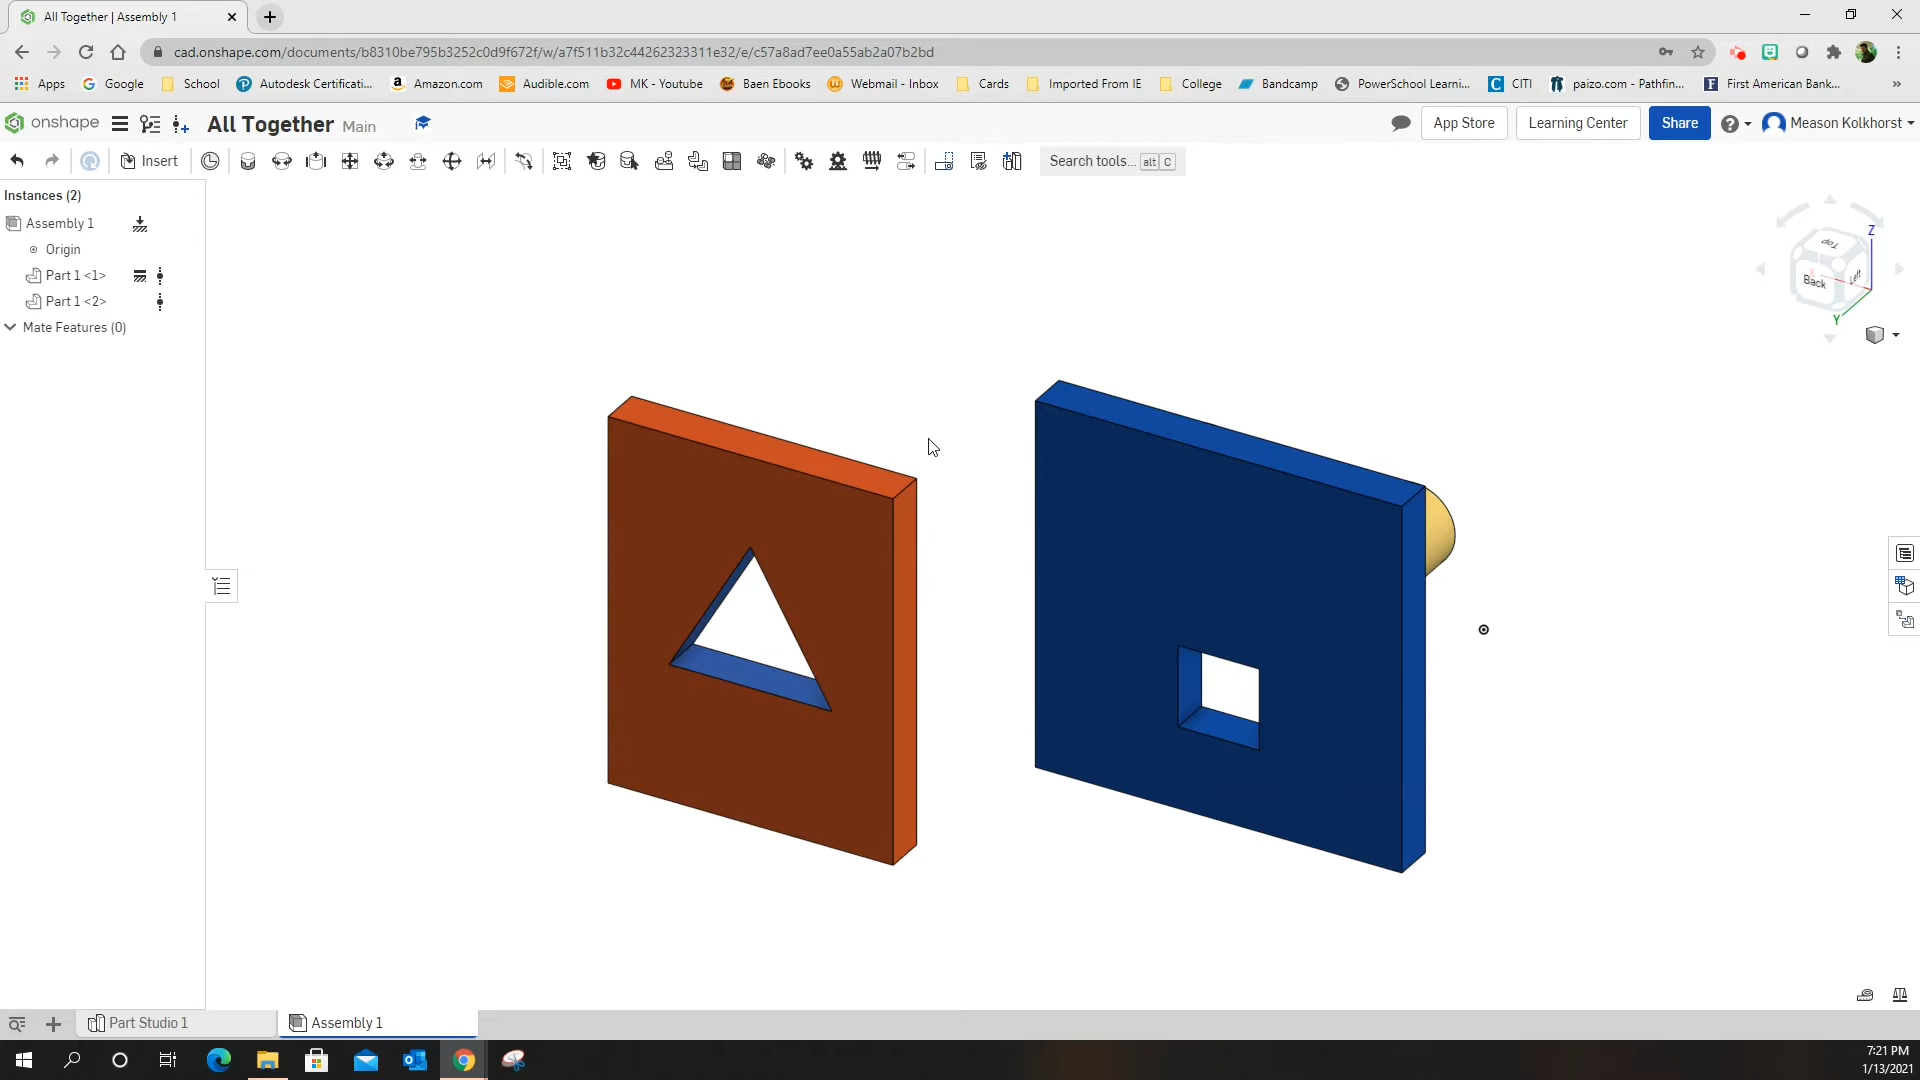 All Together | Assembly 1
cad.onshape.com/documents/b8310be795b3252c0d9f672f/w/a7f511b32c44262323311e32/e/c57a8ad7ee0a55ab2a07b2bd
Apps Google School Autodesk Certificati... Amazon.com Audible.com MK - Youtube Baen Ebooks Webmail - Inbox Cards Imported From IE College Bandcamp PowerSchool Learni... CITI paizo.com - Pathfin... First American Bank... »
onshape All Together Main App Store Learning Center Share Meason Kolkhorst
Insert Search tools... alt C
Instances (2)
Assembly 1
Origin
Part 1 <1>
Part 1 <2>
Mate Features (0)
Z
Top
X
Back
Left
Y
Part Studio 1 Assembly 1
7:21 PM
1/13/2021